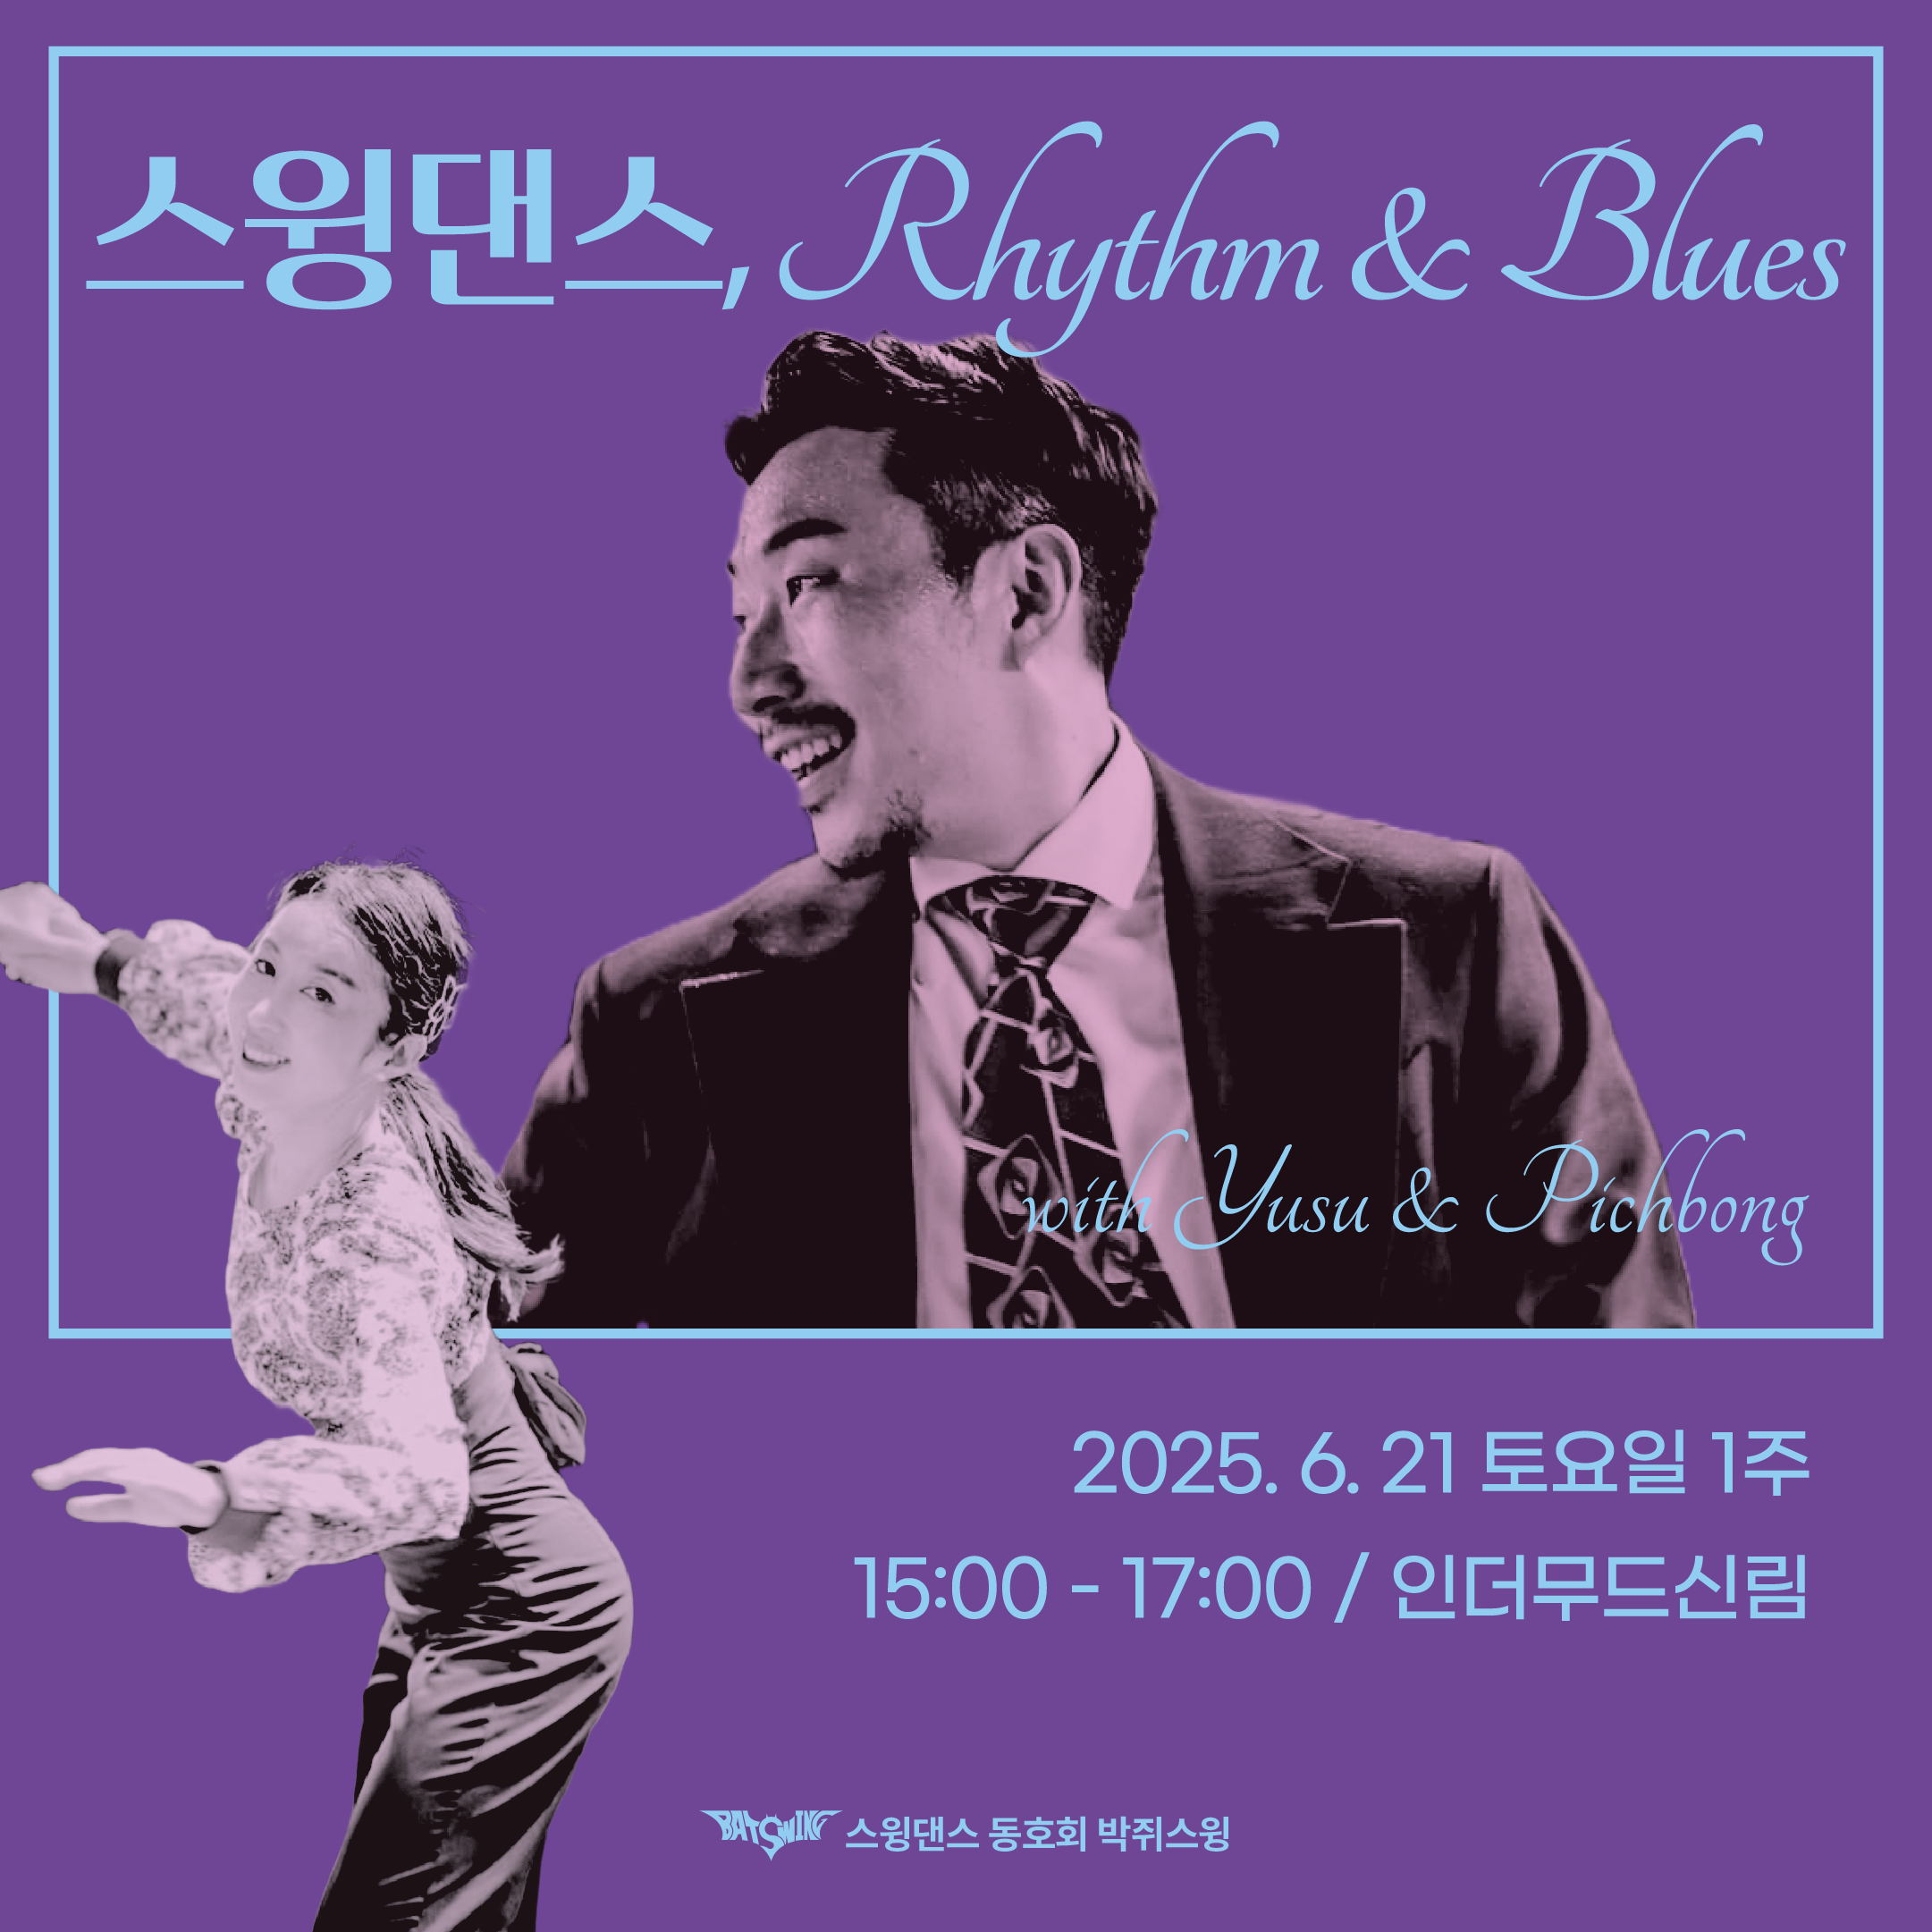 스윙댄스, Rhythm & Blues
with Yusu & Pichbong
2025. 6. 21 토요일 1주
15:00 - 17:00 / 인더무드신림
BAT SWING 스윙댄스 동호회 박쥐스윙